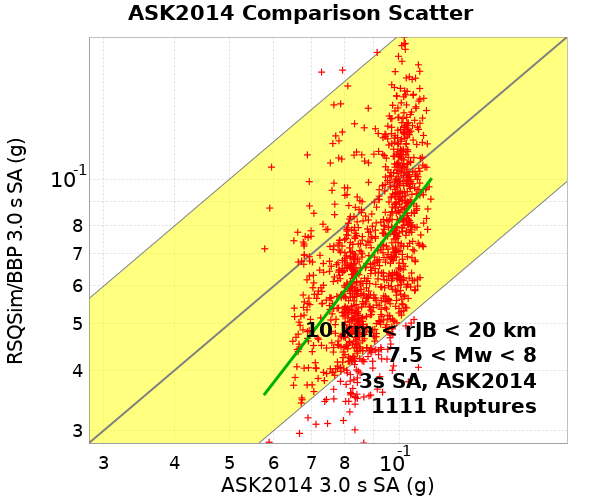 ASK2014 Comparison Scatter
RSQSim/BBP 3.0 s SA (g)
10-1
8
7
6
5
4
3
10 km < rJB < 20 km
7.5 < Mw < 8
3s SA, ASK2014
1111 Ruptures
3 4 5 6 7 8 10-1
ASK2014 3.0 s SA (g)